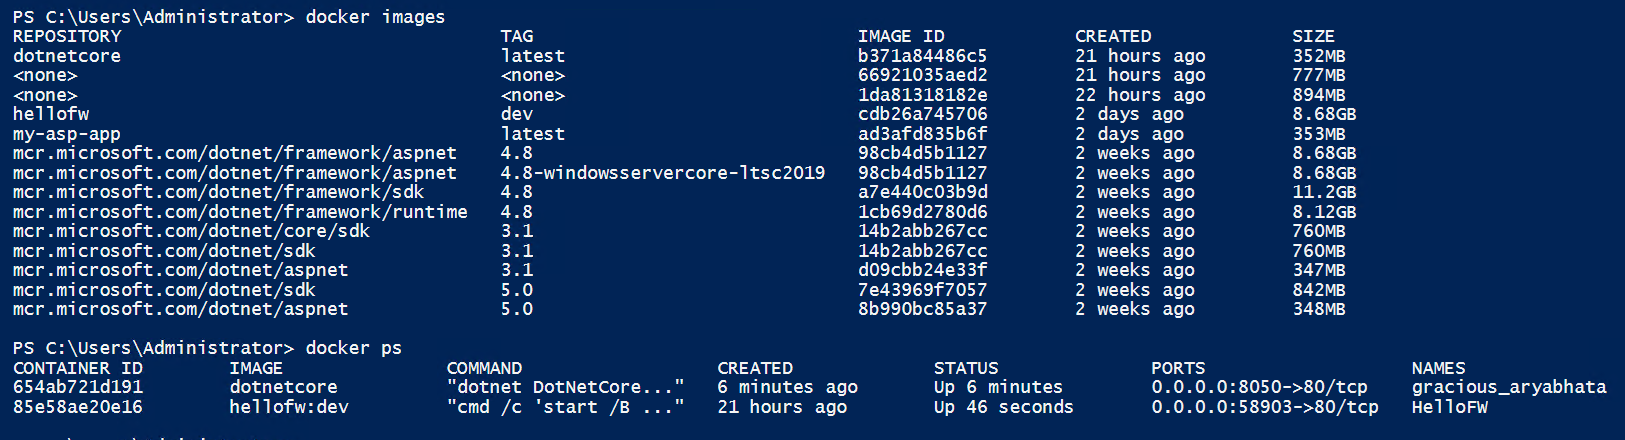 PS C:\Users\Administrator> docker images
REPOSITORY TAG IMAGE ID CREATED SIZE
dotnetcore latest b371a84486c5 21 hours ago 352MB
<none> <none> 66921035aed2 21 hours ago 777MB
<none> <none> 1da81318182e 22 hours ago 894MB
hellofw dev cdb26a745706 2 days ago 8.68GB
my-asp-app latest ad3afd835b6f 2 days ago 353MB
mcr.microsoft.com/dotnet/framework/aspnet 4.8 98cb4d5b1127 2 weeks ago 8.68GB
mcr.microsoft.com/dotnet/framework/aspnet 4.8-windowsservercore-ltsc2019 98cb4d5b1127 2 weeks ago 8.68GB
mcr.microsoft.com/dotnet/framework/sdk 4.8 a7e440c03b9d 2 weeks ago 11.2GB
mcr.microsoft.com/dotnet/framework/runtime 4.8 1cb69d2780d6 2 weeks ago 8.12GB
mcr.microsoft.com/dotnet/core/sdk 3.1 14b2abb267cc 2 weeks ago 760MB
mcr.microsoft.com/dotnet/sdk 3.1 14b2abb267cc 2 weeks ago 760MB
mcr.microsoft.com/dotnet/aspnet 3.1 d09cbb24e33f 2 weeks ago 347MB
mcr.microsoft.com/dotnet/sdk 5.0 7e43969f7057 2 weeks ago 842MB
mcr.microsoft.com/dotnet/aspnet 5.0 8b990bc85a37 2 weeks ago 348MB
PS C:\Users\Administrator> docker ps
CONTAINER ID IMAGE COMMAND CREATED STATUS PORTS NAMES
654ab721d191 dotnetcore "dotnet DotNetCore..." 6 minutes ago Up 6 minutes 0.0.0.0:8050->80/tcp gracious_aryabhata
85e58ae20e16 hellofw:dev "cmd /c 'start /B ..." 21 hours ago Up 46 seconds 0.0.0.0:58903->80/tcp HelloFW